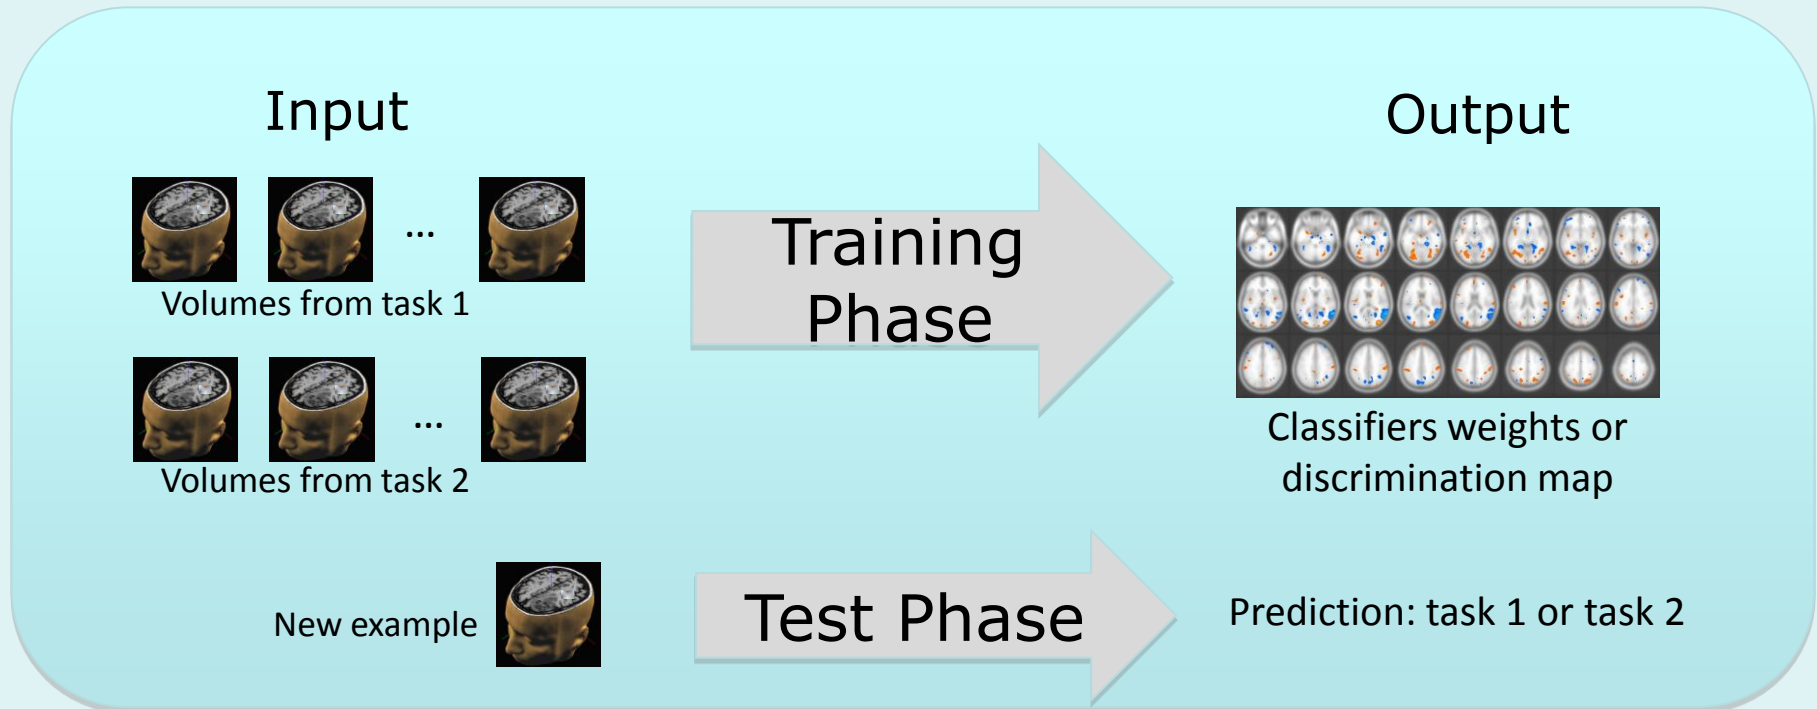 Input
Output
...
Volumes from task 1
Training
Phase
...
Volumes from task 2
Classifiers weights or
discrimination map
New example
Test Phase
Prediction: task 1 or task 2